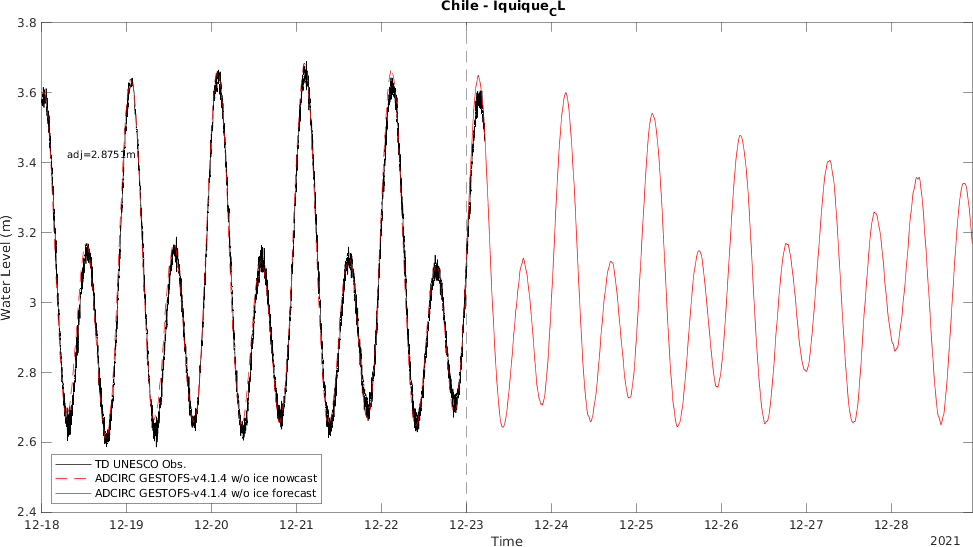 Chile - Iquique_CL
3.8
3.6
3.4
3.2
3
2.8
2.6
2.4
Water Level (m)
adj=2.8751m
TD UNESCO Obs.
ADCIRC GESTOFS-v4.1.4 w/o ice nowcast
ADCIRC GESTOFS-v4.1.4 w/o ice forecast
12-18 12-19 12-20 12-21 12-22 12-23 12-24 12-25 12-26 12-27 12-28
Time
2021